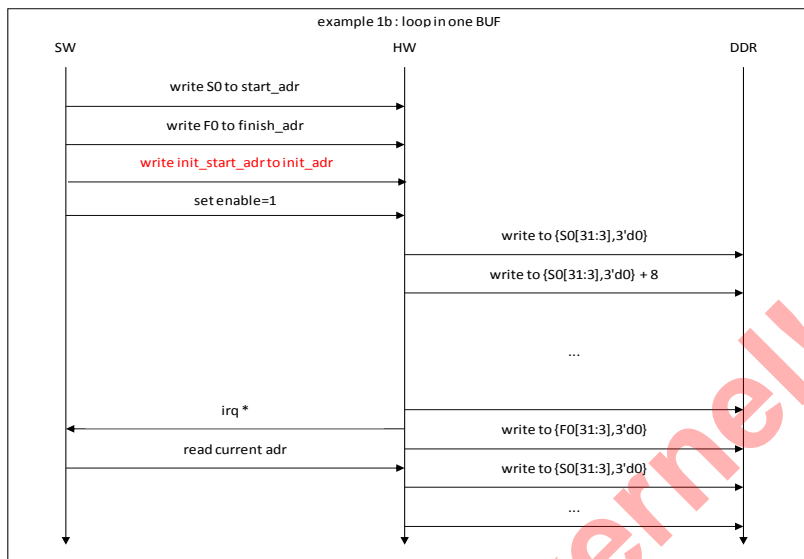 example 1b : loop in one BUF
SW HW DDR
write S0 to start_adr
write F0 to finish_adr
write init_start_adr to init_adr
set enable=1
write to {S0[31:3],3'd0}
write to {S0[31:3],3'd0} + 8
...
irq *
write to {F0[31:3],3'd0}
read current adr
write to {S0[31:3],3'd0}
...